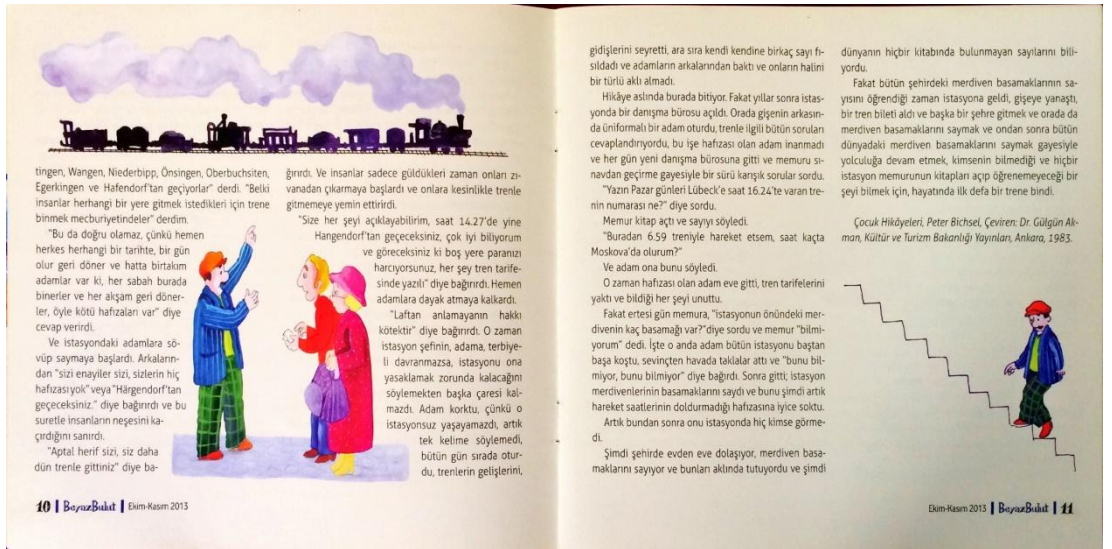 tingen, Wangen, Niederbipp, Önsingen, Oberbuchsiten,
Egerkingen ve Hafendorf'tan geçiyorlar" derdi. "Belki
insanlar herhangi bir yere gitmek istedikleri için trene
binmek mecburiyetindeler" derdim.
"Bu da doğru olamaz, çünkü hemen
herkes herhangi bir tarihte, bir gün
olur geri döner ve hatta birtakım
adamlar var ki, her sabah burada
binerler ve her akşam geri döner-
ler, öyle kötü hafızaları var" diye
cevap verirdi.
Ve istasyondaki adamlara sö-
vüp saymaya başlardı. Arkaların-
dan "sizi enayiler sizi, sizlerin hiç
hafızası yok" veya "Härgendorf'tan
geçeceksiniz." diye bağırırdı ve bu
suretle insanların neşesini ka-
çırdığını sanırdı.
"Aptal herif sizi, siz daha
dün trenle gittiniz" diye ba-
ğırırdı. Ve insanlar sadece güldükleri zaman onları zı-
vanadan çıkarmaya başlardı ve onlara kesinlikle trenle
gitmemeye yemin ettirirdi.
"Size her şeyi açıklayabilirim, saat 14.27'de yine
Hangendorf'tan geçeceksiniz, çok iyi biliyorum
ve göreceksiniz ki boş yere paranızı
harcıyorsunuz, her şey tren tarife-
sinde yazılı" diye bağırırdı. Hemen
adamlara dayak atmaya kalkardı.
"Laftan anlamayanın hakkı
kötektir" diye bağırırdı. O zaman
istasyon şefinin, adama, terbiye-
li davranmazsa, istasyonu ona
yasaklamak zorunda kalacağını
söylemekten başka çaresi kal-
mazdı. Adam korktu, çünkü o
istasyonsuz yaşayamazdı, artık
tek kelime söylemedi,
bütün gün sırada otur-
du, trenlerin gelişlerini,
10 | BeyazBulut | Ekim-Kasım 2013
gidişlerini seyretti, ara sıra kendi kendine birkaç sayı fı-
sıldadı ve adamların arkalarından baktı ve onların halini
bir türlü aklı almadı.
Hikâye aslında burada bitiyor. Fakat yıllar sonra istas-
yonda bir danışma bürosu açıldı. Orada gişenin arkasın-
da üniformalı bir adam oturdu, trenle ilgili bütün soruları
cevaplandırıyordu, bu işe hafızası olan adam inanmadı
ve her gün yeni danışma bürosuna gitti ve memuru sı-
navdan geçirme gayesiyle bir sürü karışık sorular sordu.
"Yazın Pazar günleri Lübeck'e saat 16.24'te varan tre-
nin numarası ne?" diye sordu.
Memur kitap açtı ve sayıyı söyledi.
"Buradan 6.59 treniyle hareket etsem, saat kaçta
Moskova'da olurum?"
Ve adam ona bunu söyledi.
O zaman hafızası olan adam eve gitti, tren tarifelerini
yaktı ve bildiği her şeyi unuttu.
Fakat ertesi gün memura, "istasyonun önündeki mer-
divenin kaç basamağı var?"diye sordu ve memur "bilmi-
yorum" dedi. İşte o anda adam bütün istasyonu baştan
başa koştu, sevinçten havada taklalar attı ve "bunu bil-
miyor, bunu bilmiyor" diye bağırdı. Sonra gitti; istasyon
merdivenlerinin basamaklarını saydı ve bunu şimdi artık
hareket saatlerinin doldurmadığı hafızasına iyice soktu.
Artık bundan sonra onu istasyonda hiç kimse görme-
di.
Şimdi şehirde evden eve dolaşıyor, merdiven basa-
maklarını sayıyor ve bunları aklında tutuyordu ve şimdi
dünyanın hiçbir kitabında bulunmayan sayılarını bili-
yordu.
Fakat bütün şehirdeki merdiven basamaklarının sa-
yısını öğrendiği zaman istasyona geldi, gişeye yanaştı,
bir tren bileti aldı ve başka bir şehre gitmek ve orada da
merdiven basamaklarını saymak ve ondan sonra bütün
dünyadaki merdiven basamaklarını saymak gayesiyle
yolculuğa devam etmek, kimsenin bilmediği ve hiçbir
istasyon memurunun kitapları açıp öğrenemeyeceği bir
şeyi bilmek için, hayatında ilk defa bir trene bindi.
Çocuk Hikâyeleri, Peter Bichsel, Çeviren: Dr. Gülgün Ak-
man, Kültür ve Turizm Bakanlığı Yayınları, Ankara, 1983.
Ekim-Kasım 2013 | BeyazBulut | 11